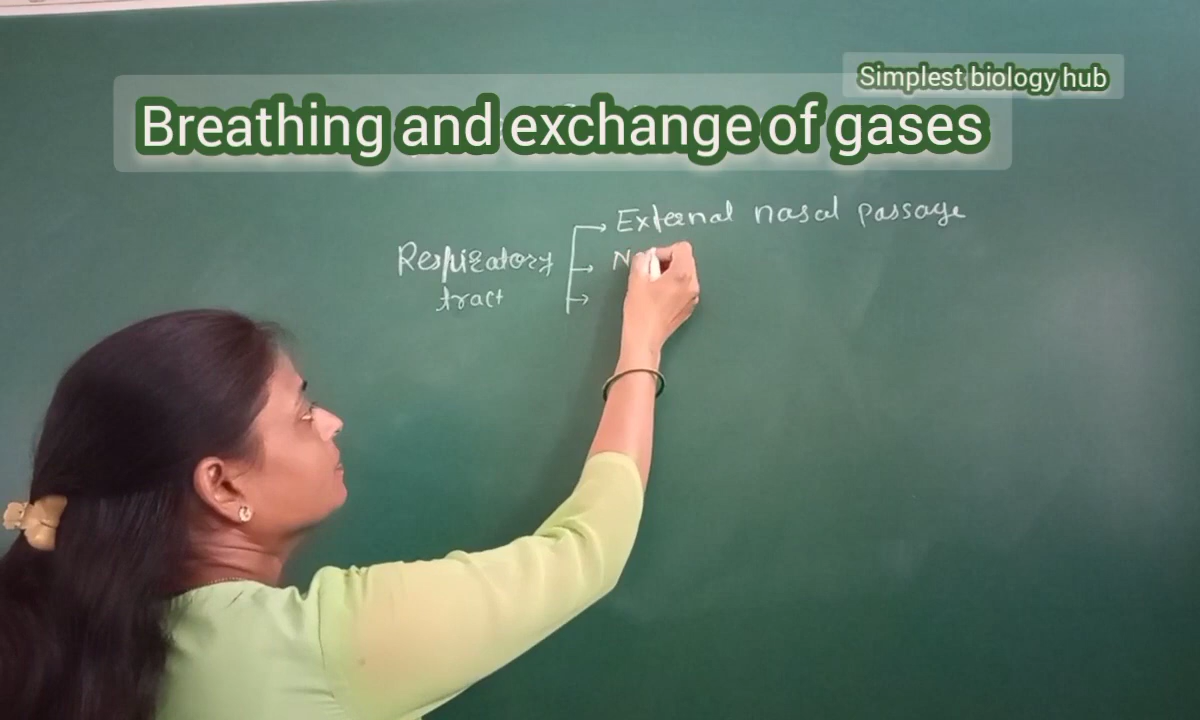 Simplest biology hub
Breathing and exchange of gases
External nasal passage
Respiratory
tract